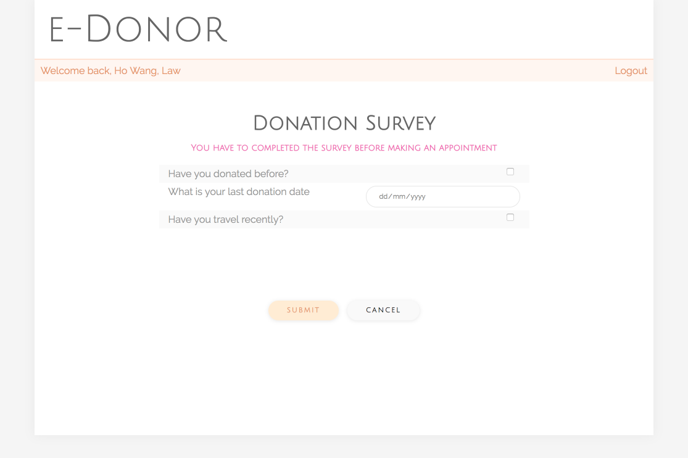 e-Donor
Welcome back, Ho Wang, Law
Logout
Donation Survey
You have to completed the survey before making an appointment
Have you donated before?
What is your last donation date
dd/mm/yyyy
Have you travel recently?
SUBMIT
CANCEL